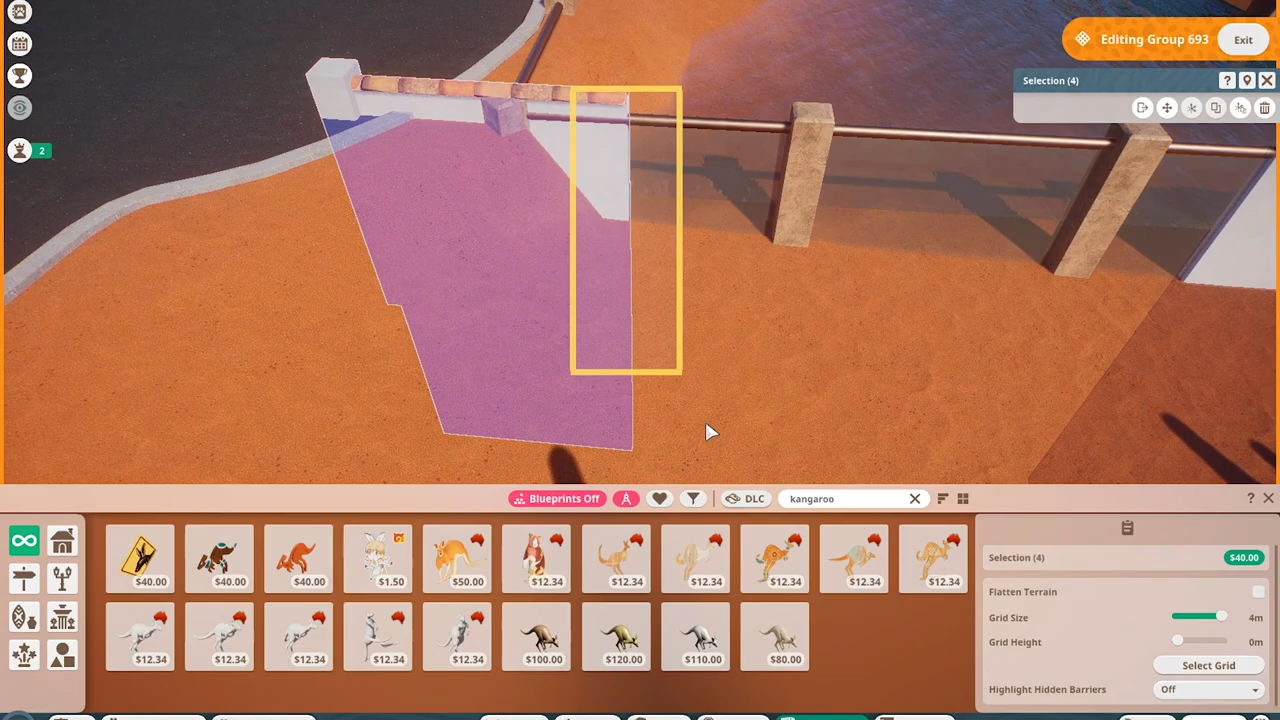 Editing Group 693
Exit
Selection (4)
?
2
Blueprints Off
DLC
kangaroo
?
$40.00
$40.00
$40.00
$1.50
$50.00
$12.34
$12.34
$12.34
$12.34
$12.34
$12.34
$12.34
$12.34
$12.34
$12.34
$12.34
$100.00
$120.00
$110.00
$80.00
Selection (4)
$40.00
Flatten Terrain
Grid Size
4m
Grid Height
0m
Select Grid
Highlight Hidden Barriers
Off